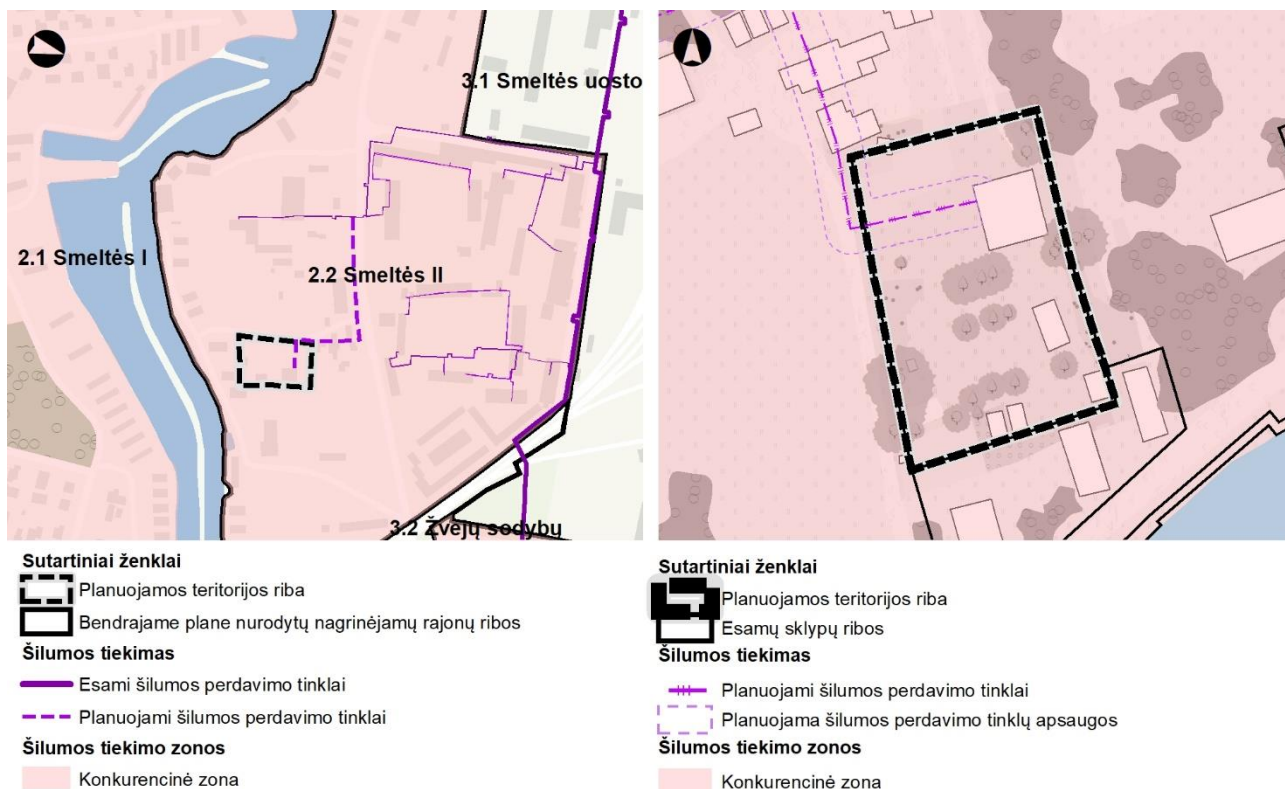 3.1 Smeltės uosto
2.1 Smeltės I
2.2 Smeltės II
3.2 Žvejų sodybų
Sutartiniai ženklai
Planuojamos teritorijos riba
Bendrajame plane nurodytų nagrinėjamų rajonų ribos
Šilumos tiekimas
Esami šilumos perdavimo tinklai
Planuojami šilumos perdavimo tinklai
Šilumos tiekimo zonos
Konkurencinė zona
Sutartiniai ženklai
Planuojamos teritorijos riba
Esamų sklypų ribos
Šilumos tiekimas
Planuojami šilumos perdavimo tinklai
Planuojama šilumos perdavimo tinklų apsaugos
Šilumos tiekimo zonos
Konkurencinė zona